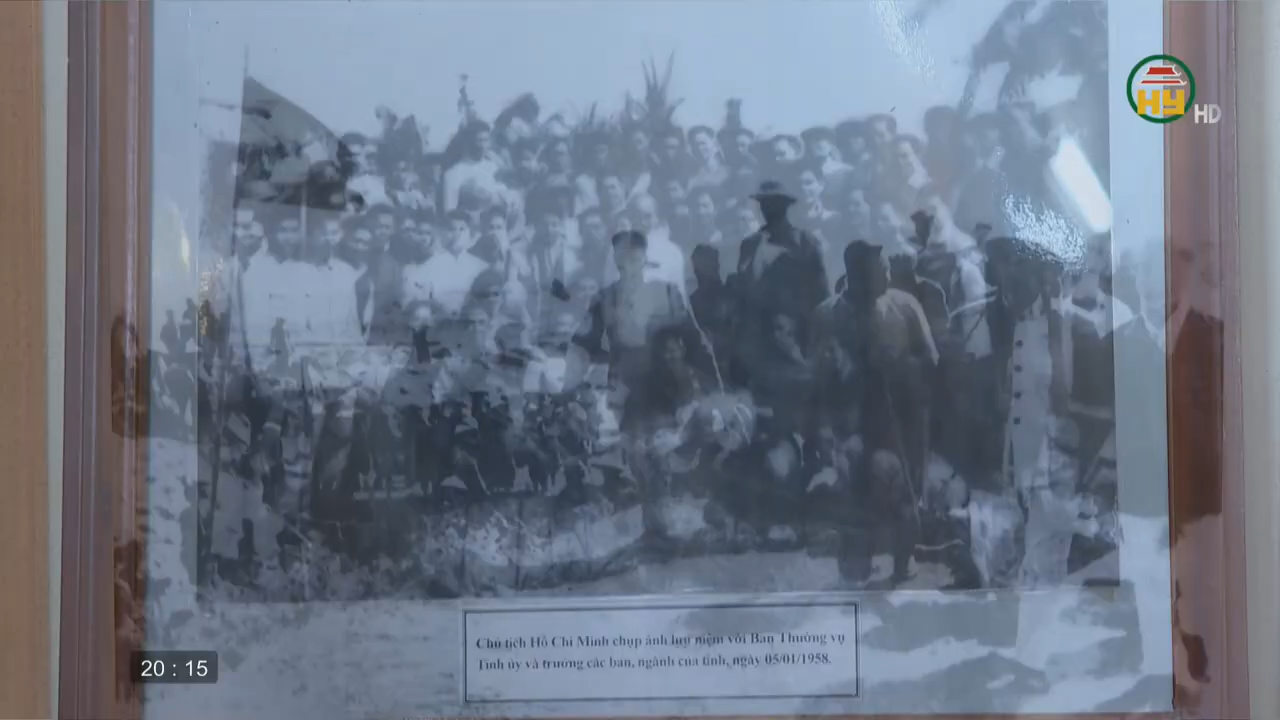 HY HD
Chủ tịch Hồ Chí Minh chụp ảnh lưu niệm với Ban Thường vụ
Tỉnh ủy và trưởng các ban, ngành của tỉnh, ngày 05/01/1958.
20 : 15